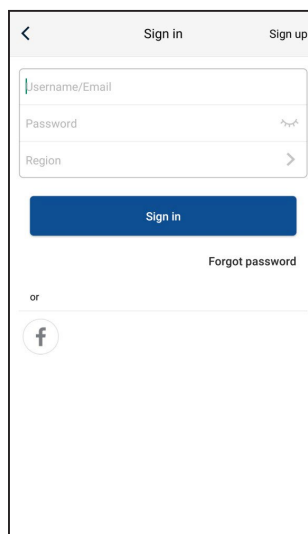 Sign in Sign up
Username/Email
Password
Region
Sign in
Forgot password
or